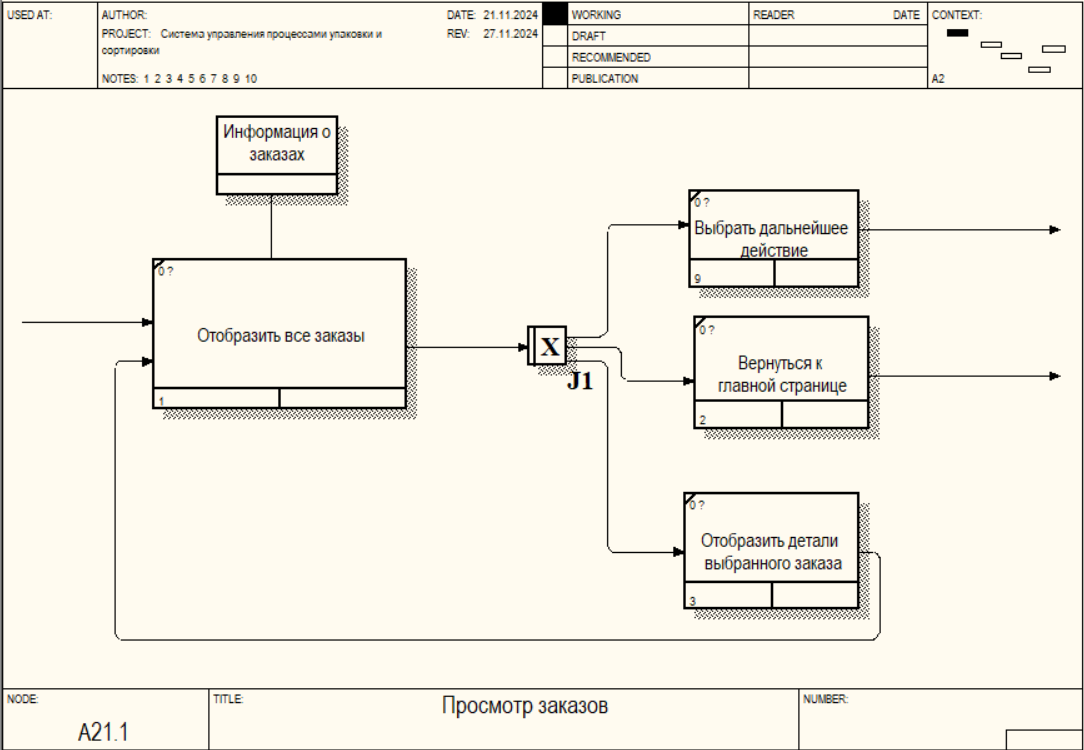 USED AT:
AUTHOR:
DATE: 21.11.2024
PROJECT: Система управления процессами упаковки и
сортировки
REV: 27.11.2024
NOTES: 1 2 3 4 5 6 7 8 9 10
WORKING
DRAFT
RECOMMENDED
PUBLICATION
READER
DATE
CONTEXT:
A2
Информация о
заказах
0 ?
Отобразить все заказы
1
X
J1
0 ?
Выбрать дальнейшее
действие
9
0 ?
Вернуться к
главной странице
2
0 ?
Отобразить детали
выбранного заказа
3
NODE:
A21.1
TITLE:
Просмотр заказов
NUMBER: